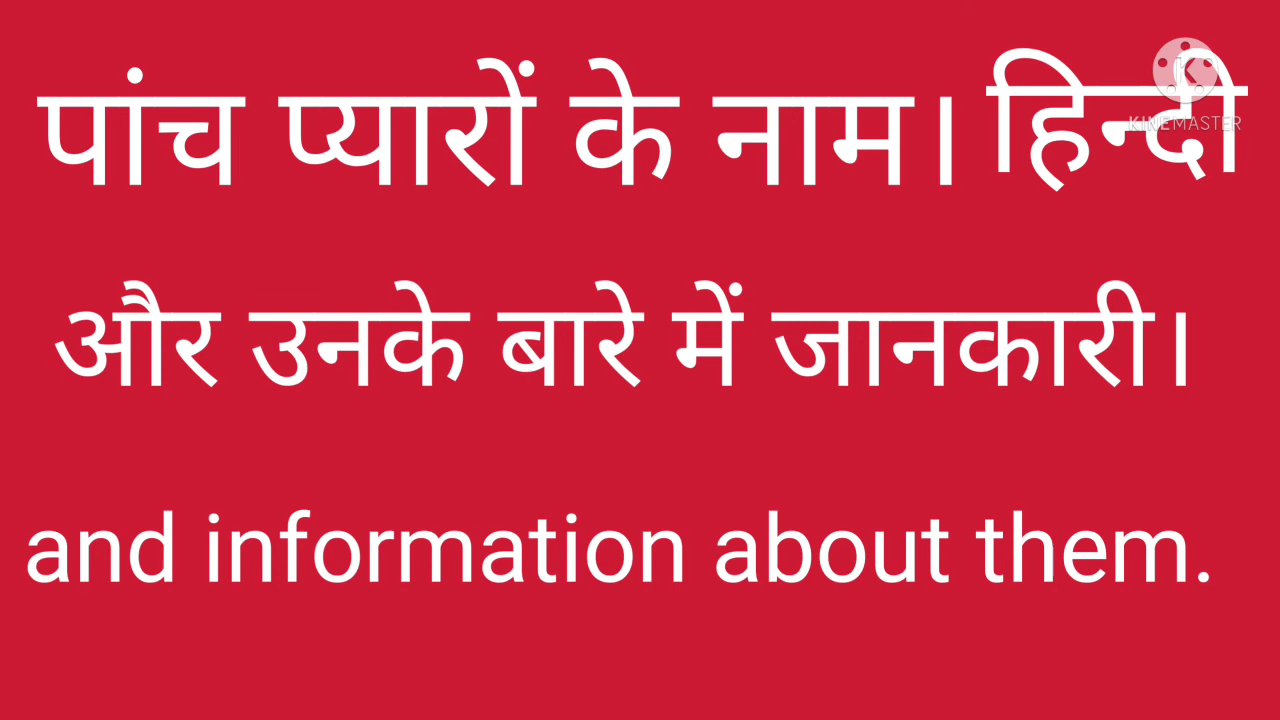 पांच प्यारों के नाम। हिन्दी
KINEMASTER
और उनके बारे में जानकारी।
and information about them.